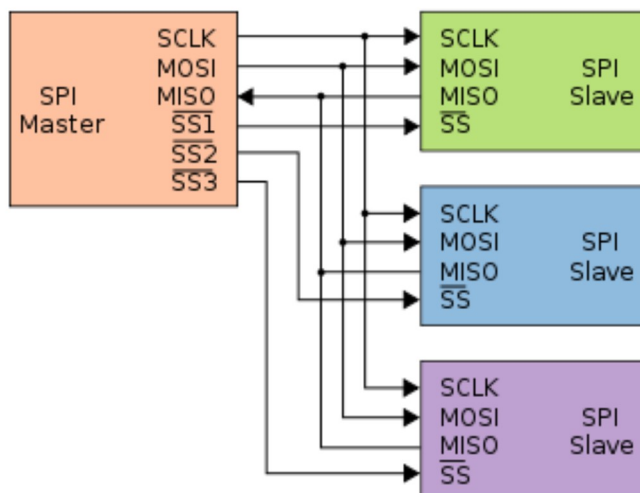 SCLK
MOSI
SPI MISO
Master SS1
SS2
SS3
SCLK
MOSI SPI
MISO Slave
SS
SCLK
MOSI SPI
MISO Slave
SS
SCLK
MOSI SPI
MISO Slave
SS